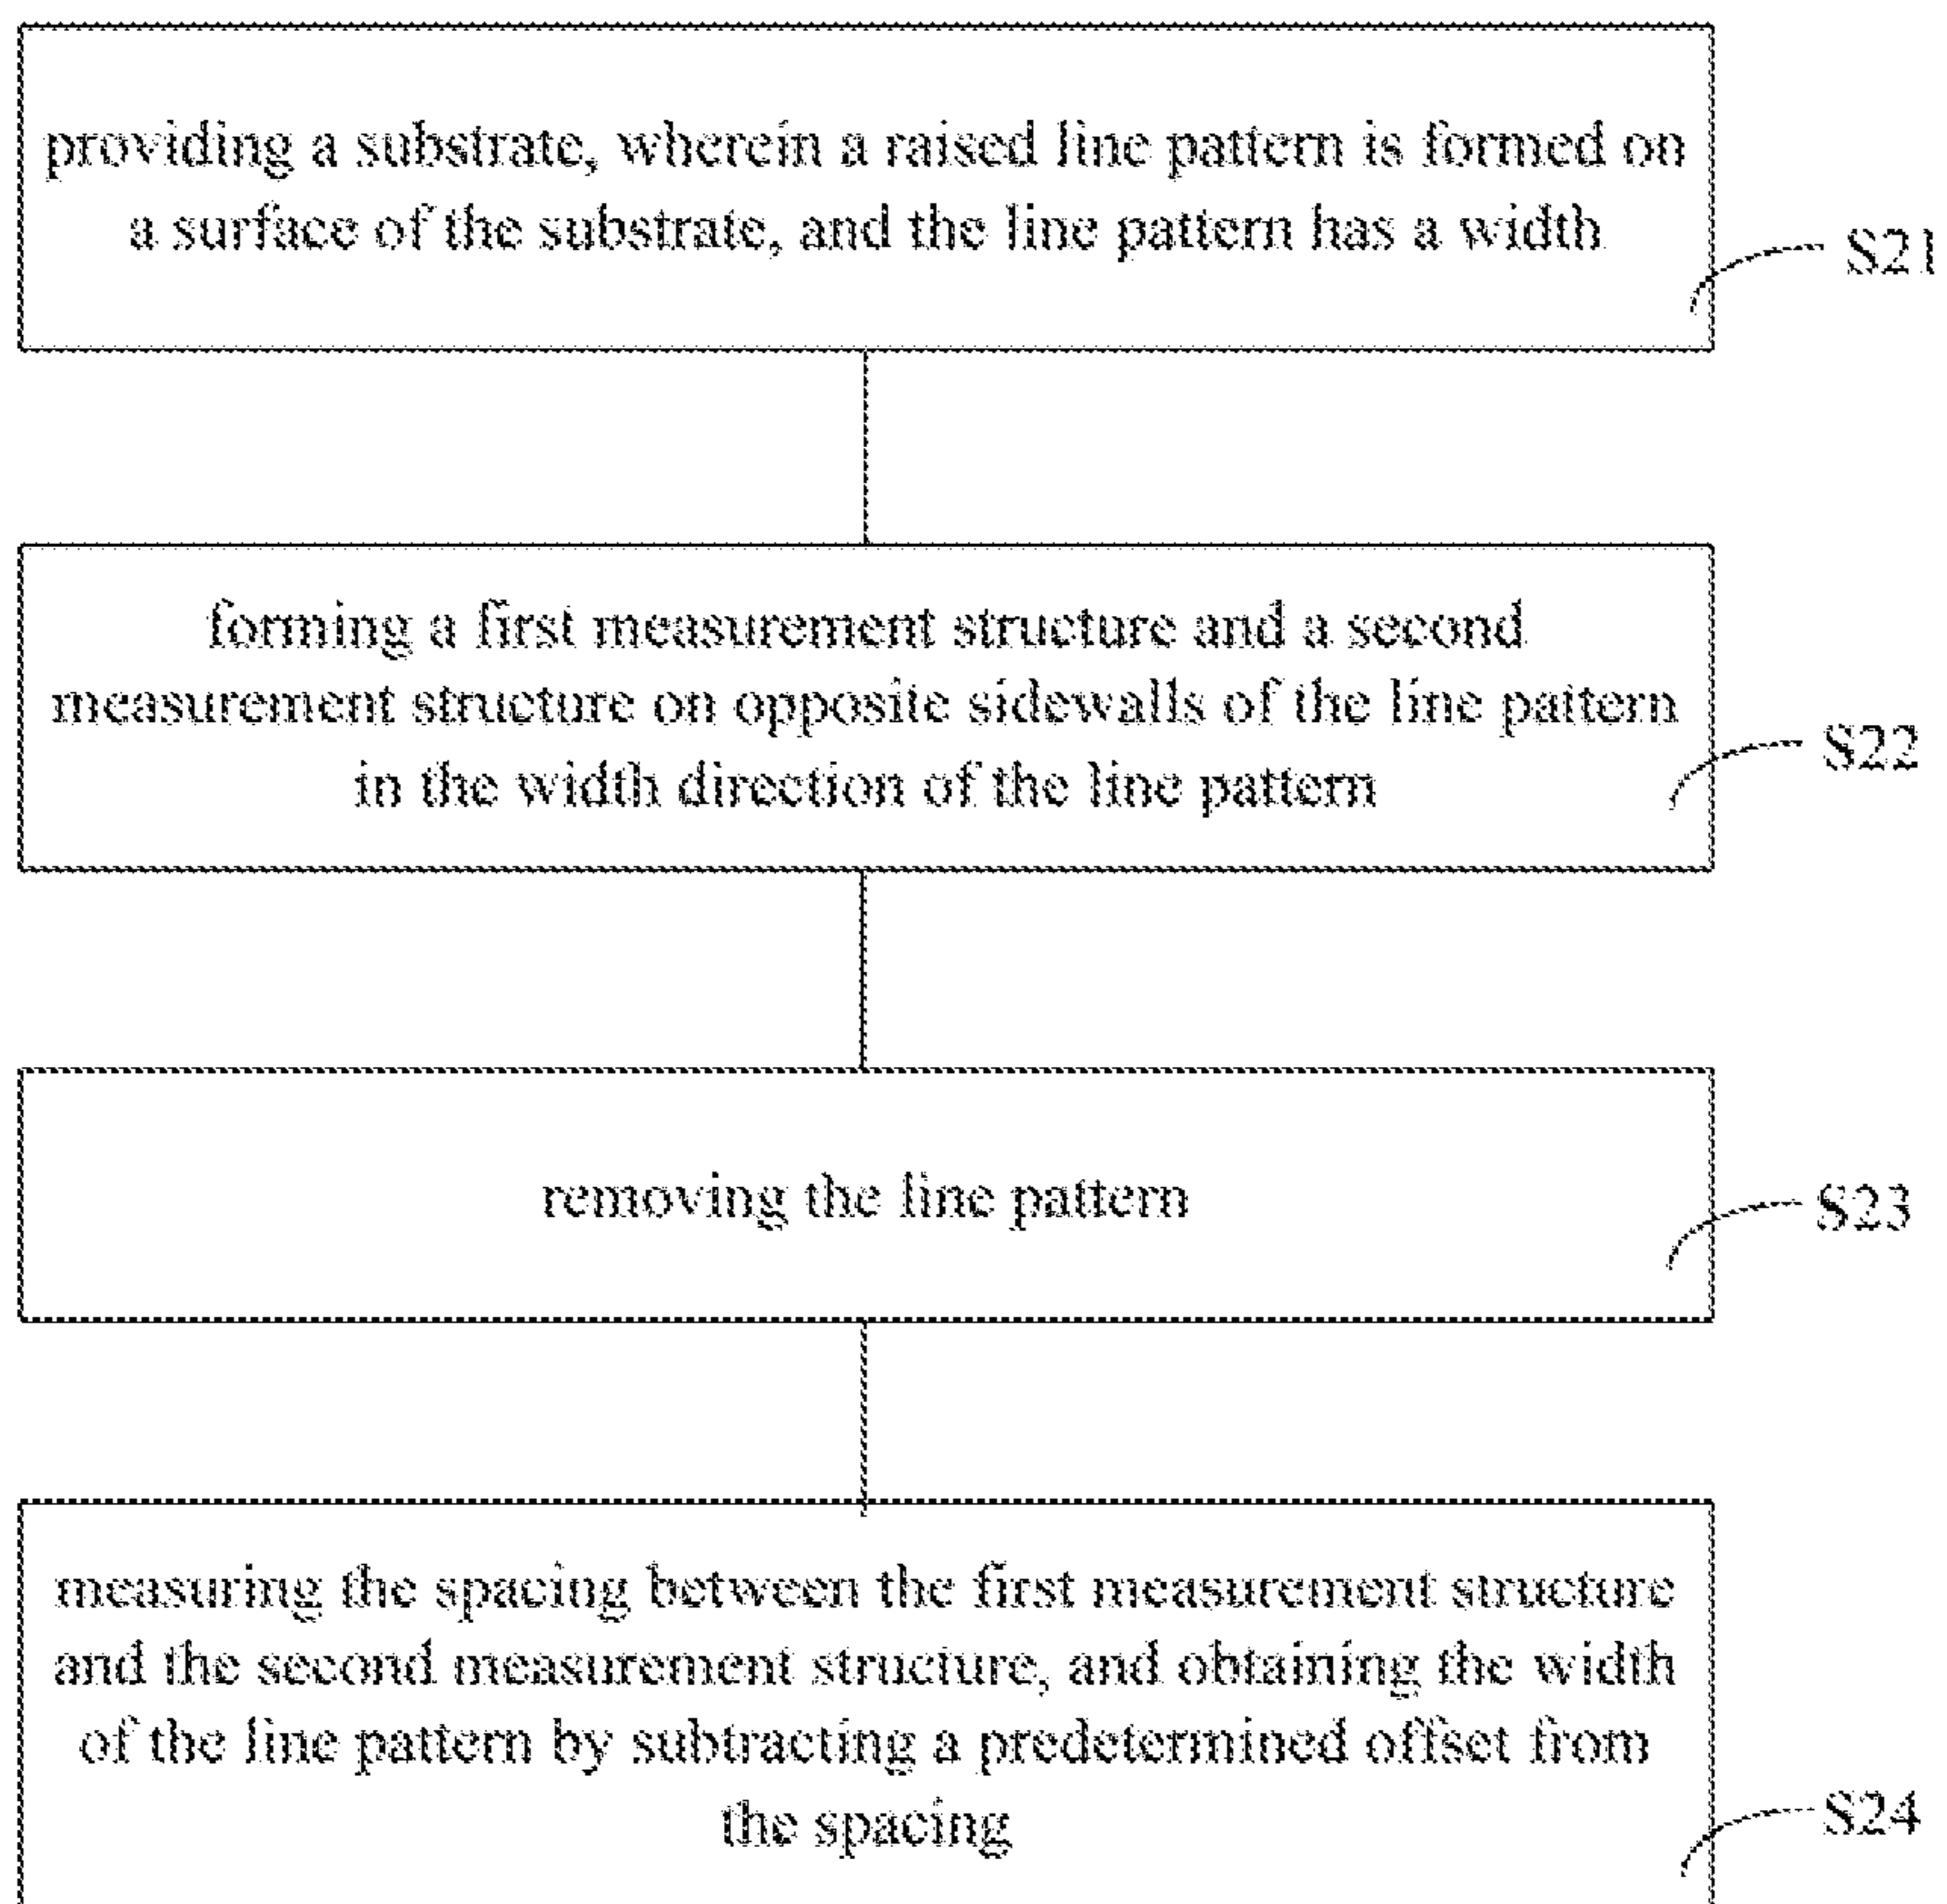 providing a substrate, wherein a raised line pattern is formed on
a surface of the substrate, and the line pattern has a width
S21
forming a first measurement structure and a second
measurement structure on opposite sidewalls of the line pattern
in the width direction of the line pattern
S22
removing the line pattern
S23
measuring the spacing between the first measurement structure
and the second measurement structure, and obtaining the width
of the line pattern by subtracting a predetermined offset from
the spacing
S24